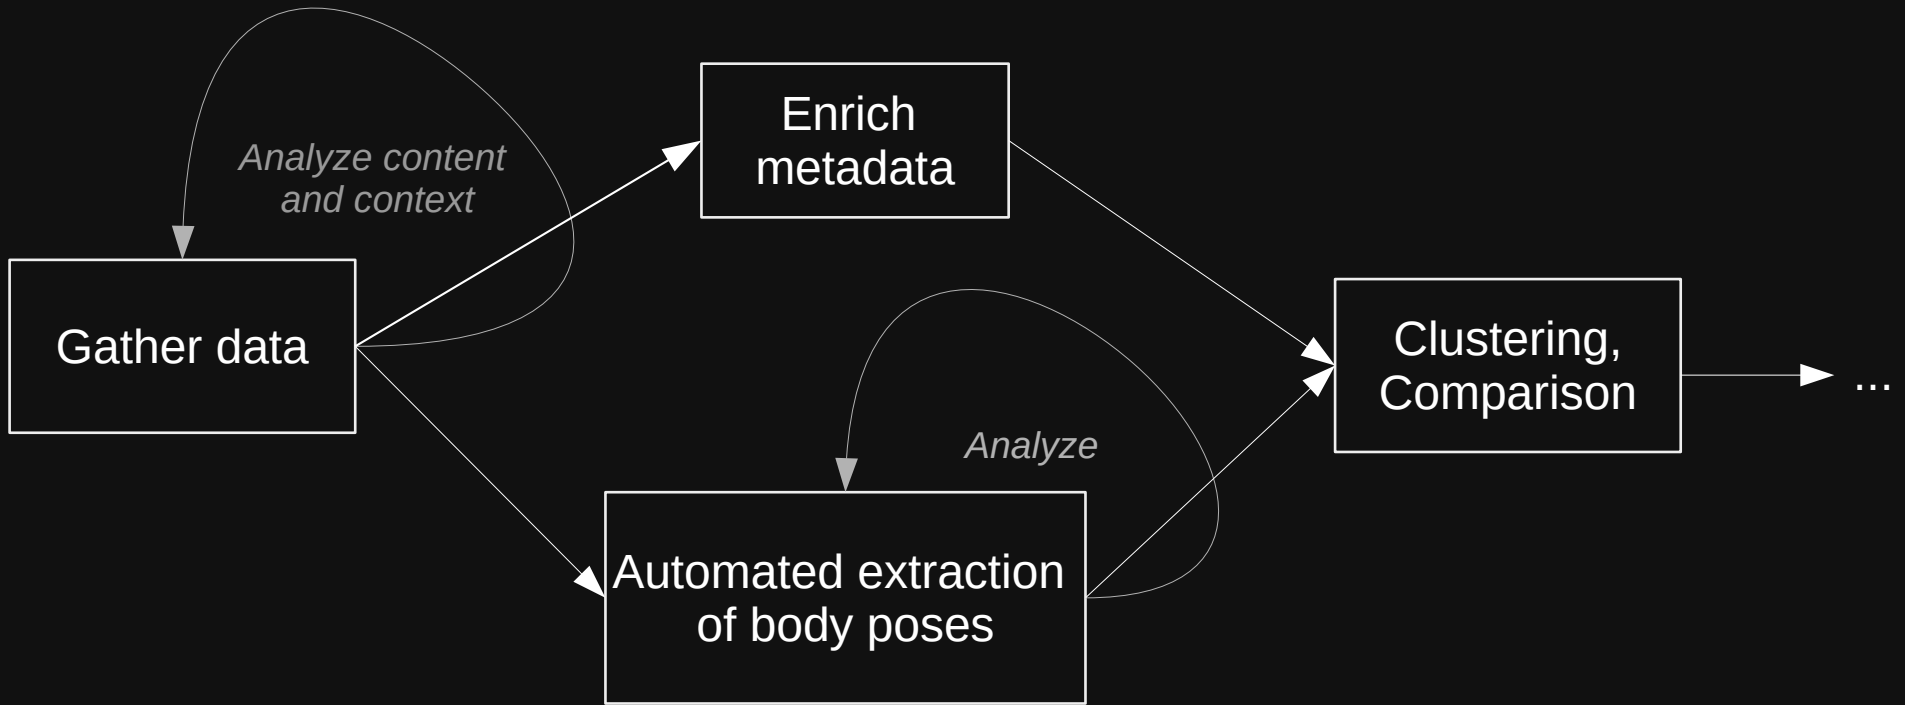 Analyze content
and context
Gather data
Enrich
metadata
Analyze
Automated extraction
of body poses
Clustering,
Comparison
...